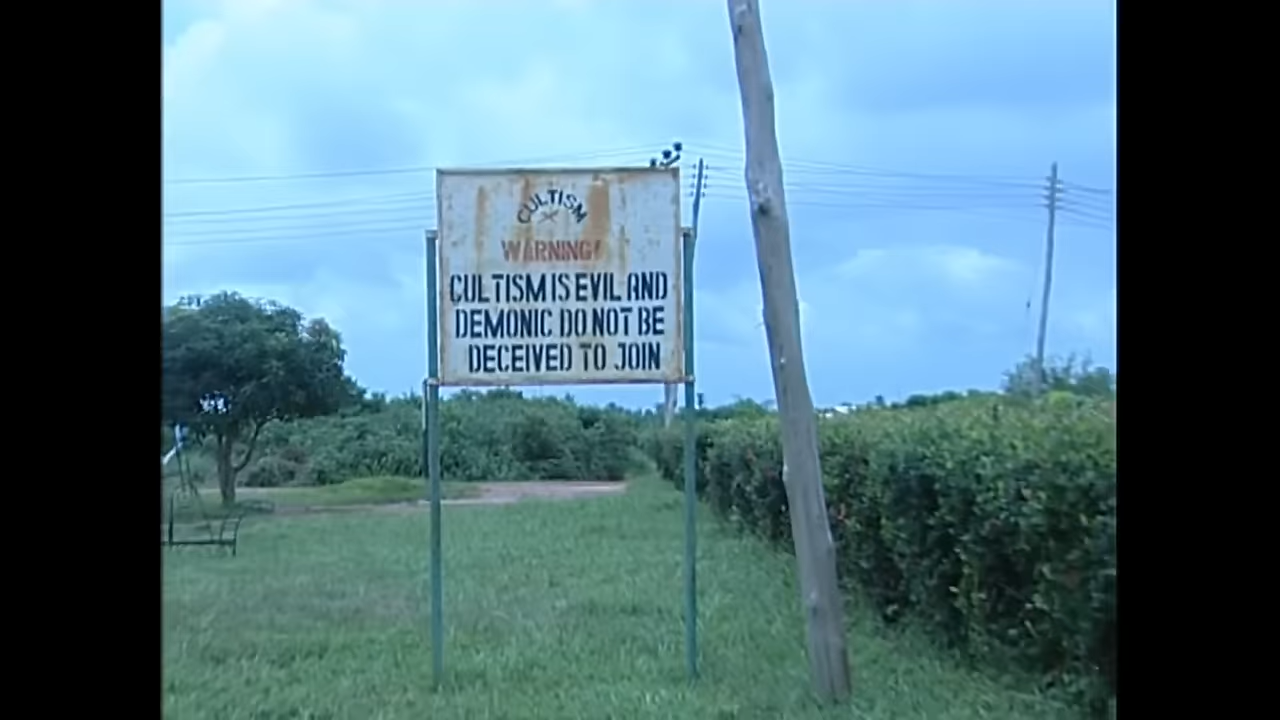 CULTISM
WARNING!
CULTISM IS EVIL AND
DEMONIC DO NOT BE
DECEIVED TO JOIN